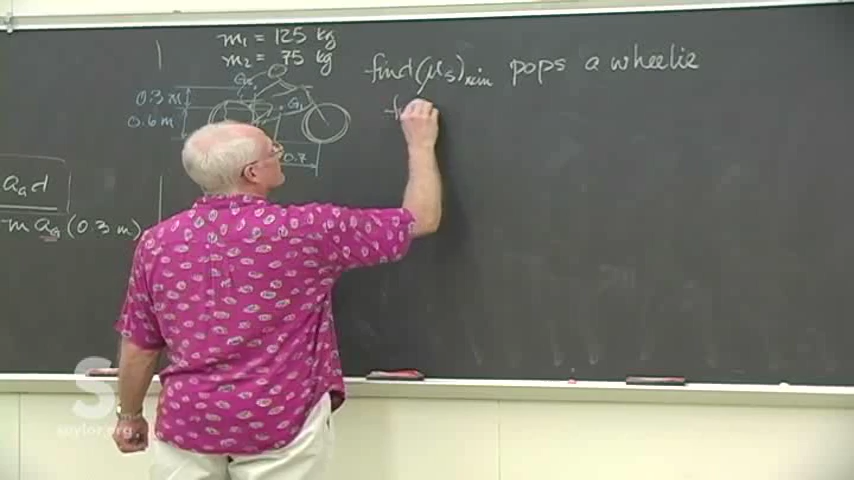 m₁ = 125 kg
m₂ = 75 kg
find (μₛ)min pops a wheelie
G₂
0.3 m
G₁
0.6 m
0.7
a_G d
m a_G (0.3 m)
S
saylor.org